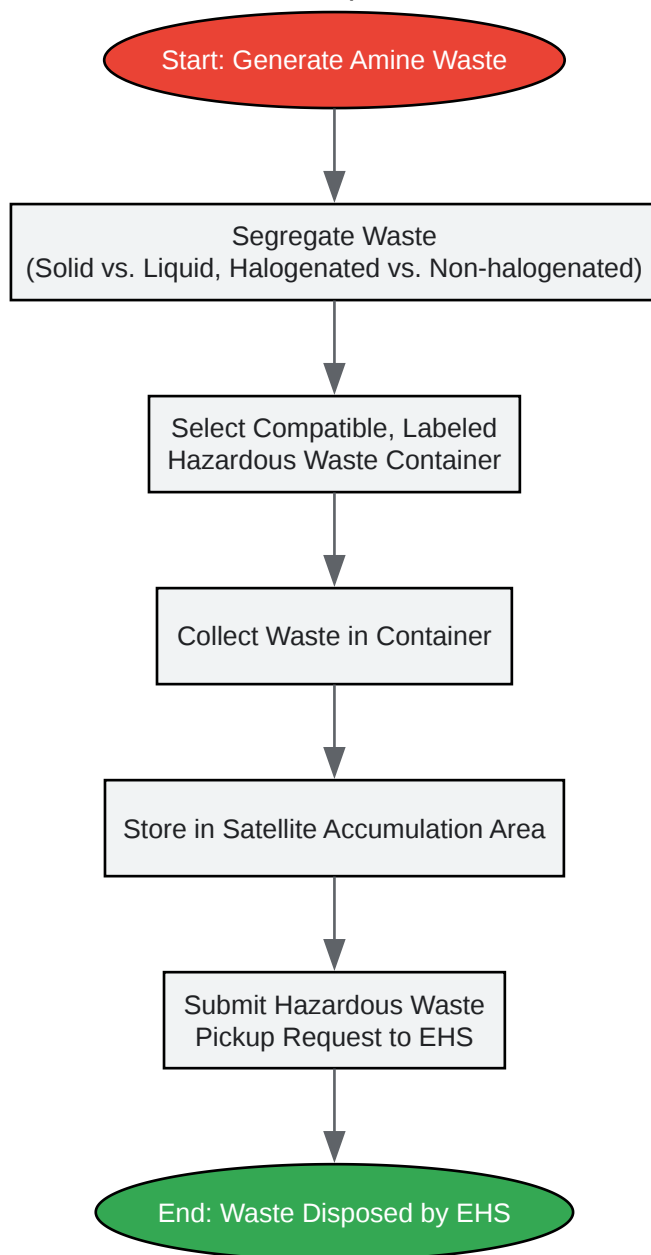 Start: Generate Amine Waste
Segregate Waste
(Solid vs. Liquid, Halogenated vs. Non-halogenated)
Select Compatible, Labeled
Hazardous Waste Container
Collect Waste in Container
Store in Satellite Accumulation Area
Submit Hazardous Waste
Pickup Request to EHS
End: Waste Disposed by EHS